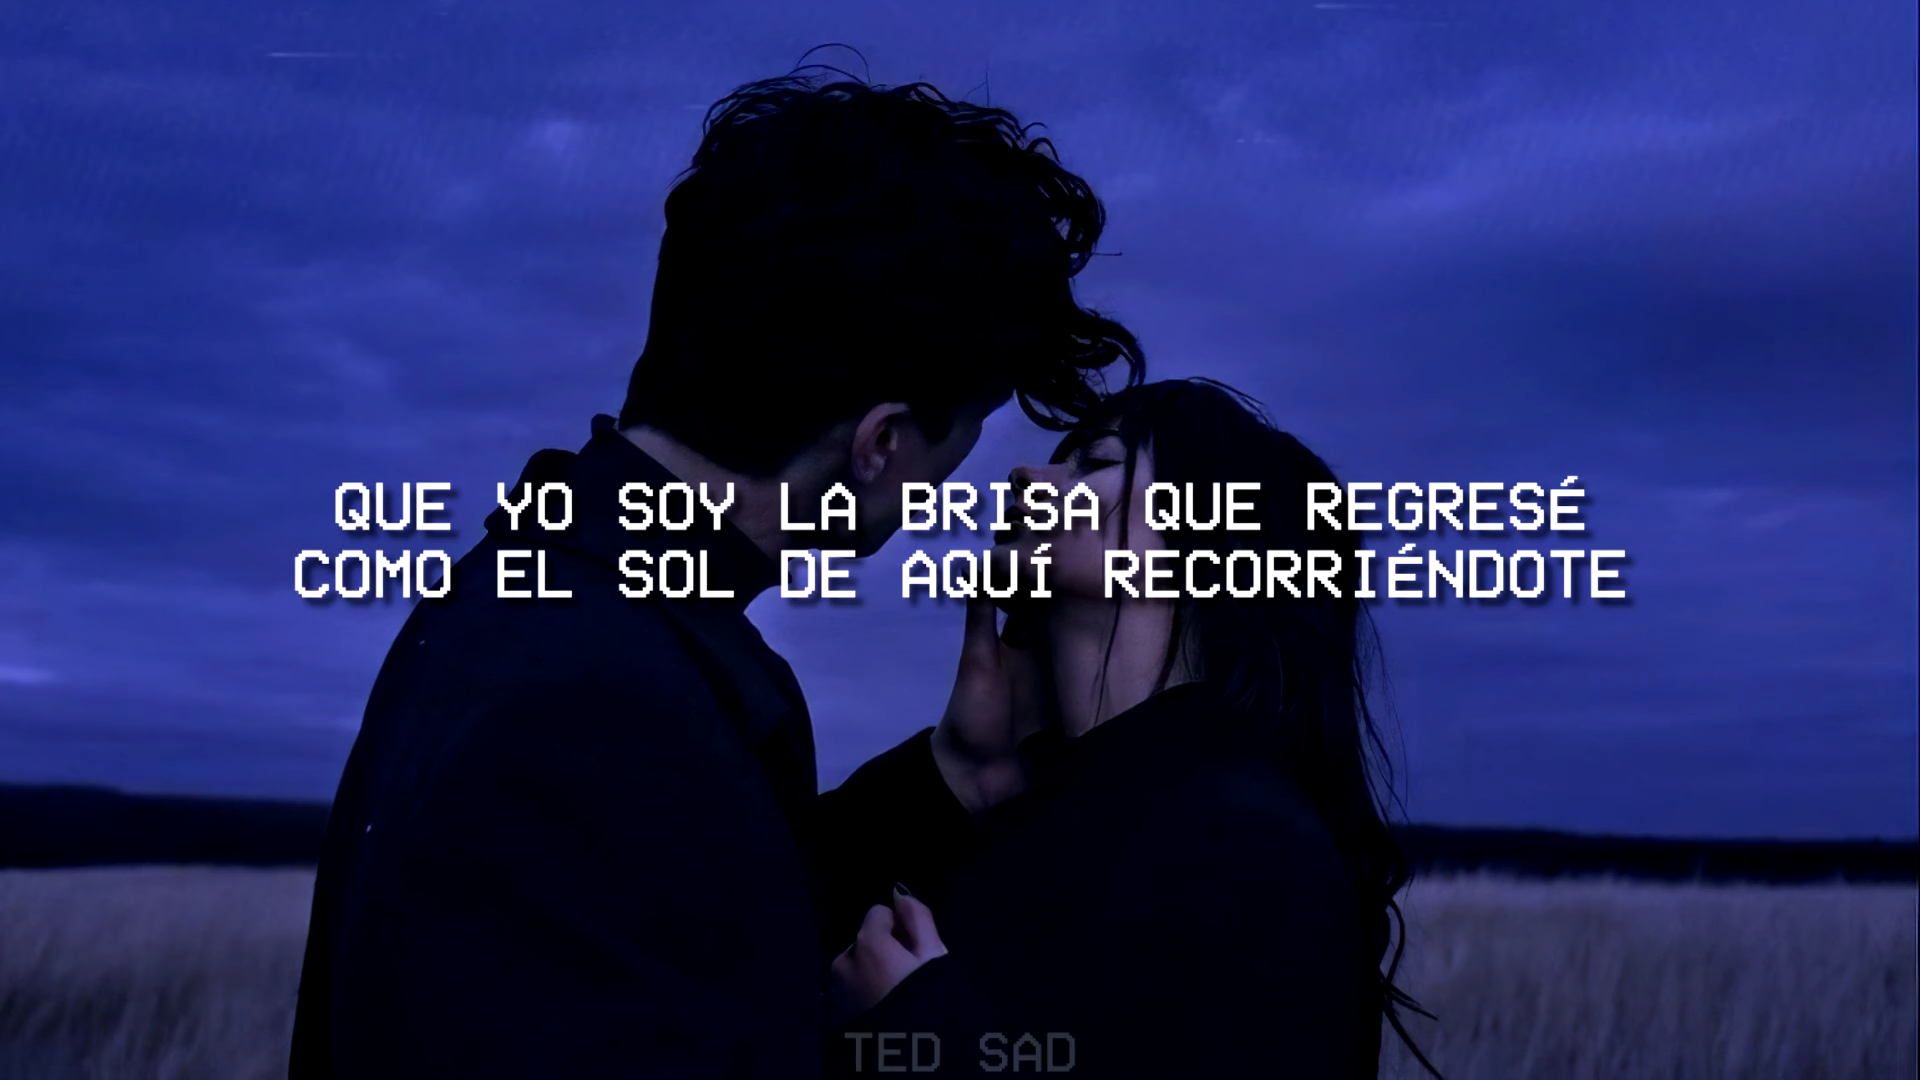 QUE YO SOY LA BRISA QUE REGRESÉ
COMO EL SOL DE AQUÍ RECORRIÉNDOTE
TED SAD